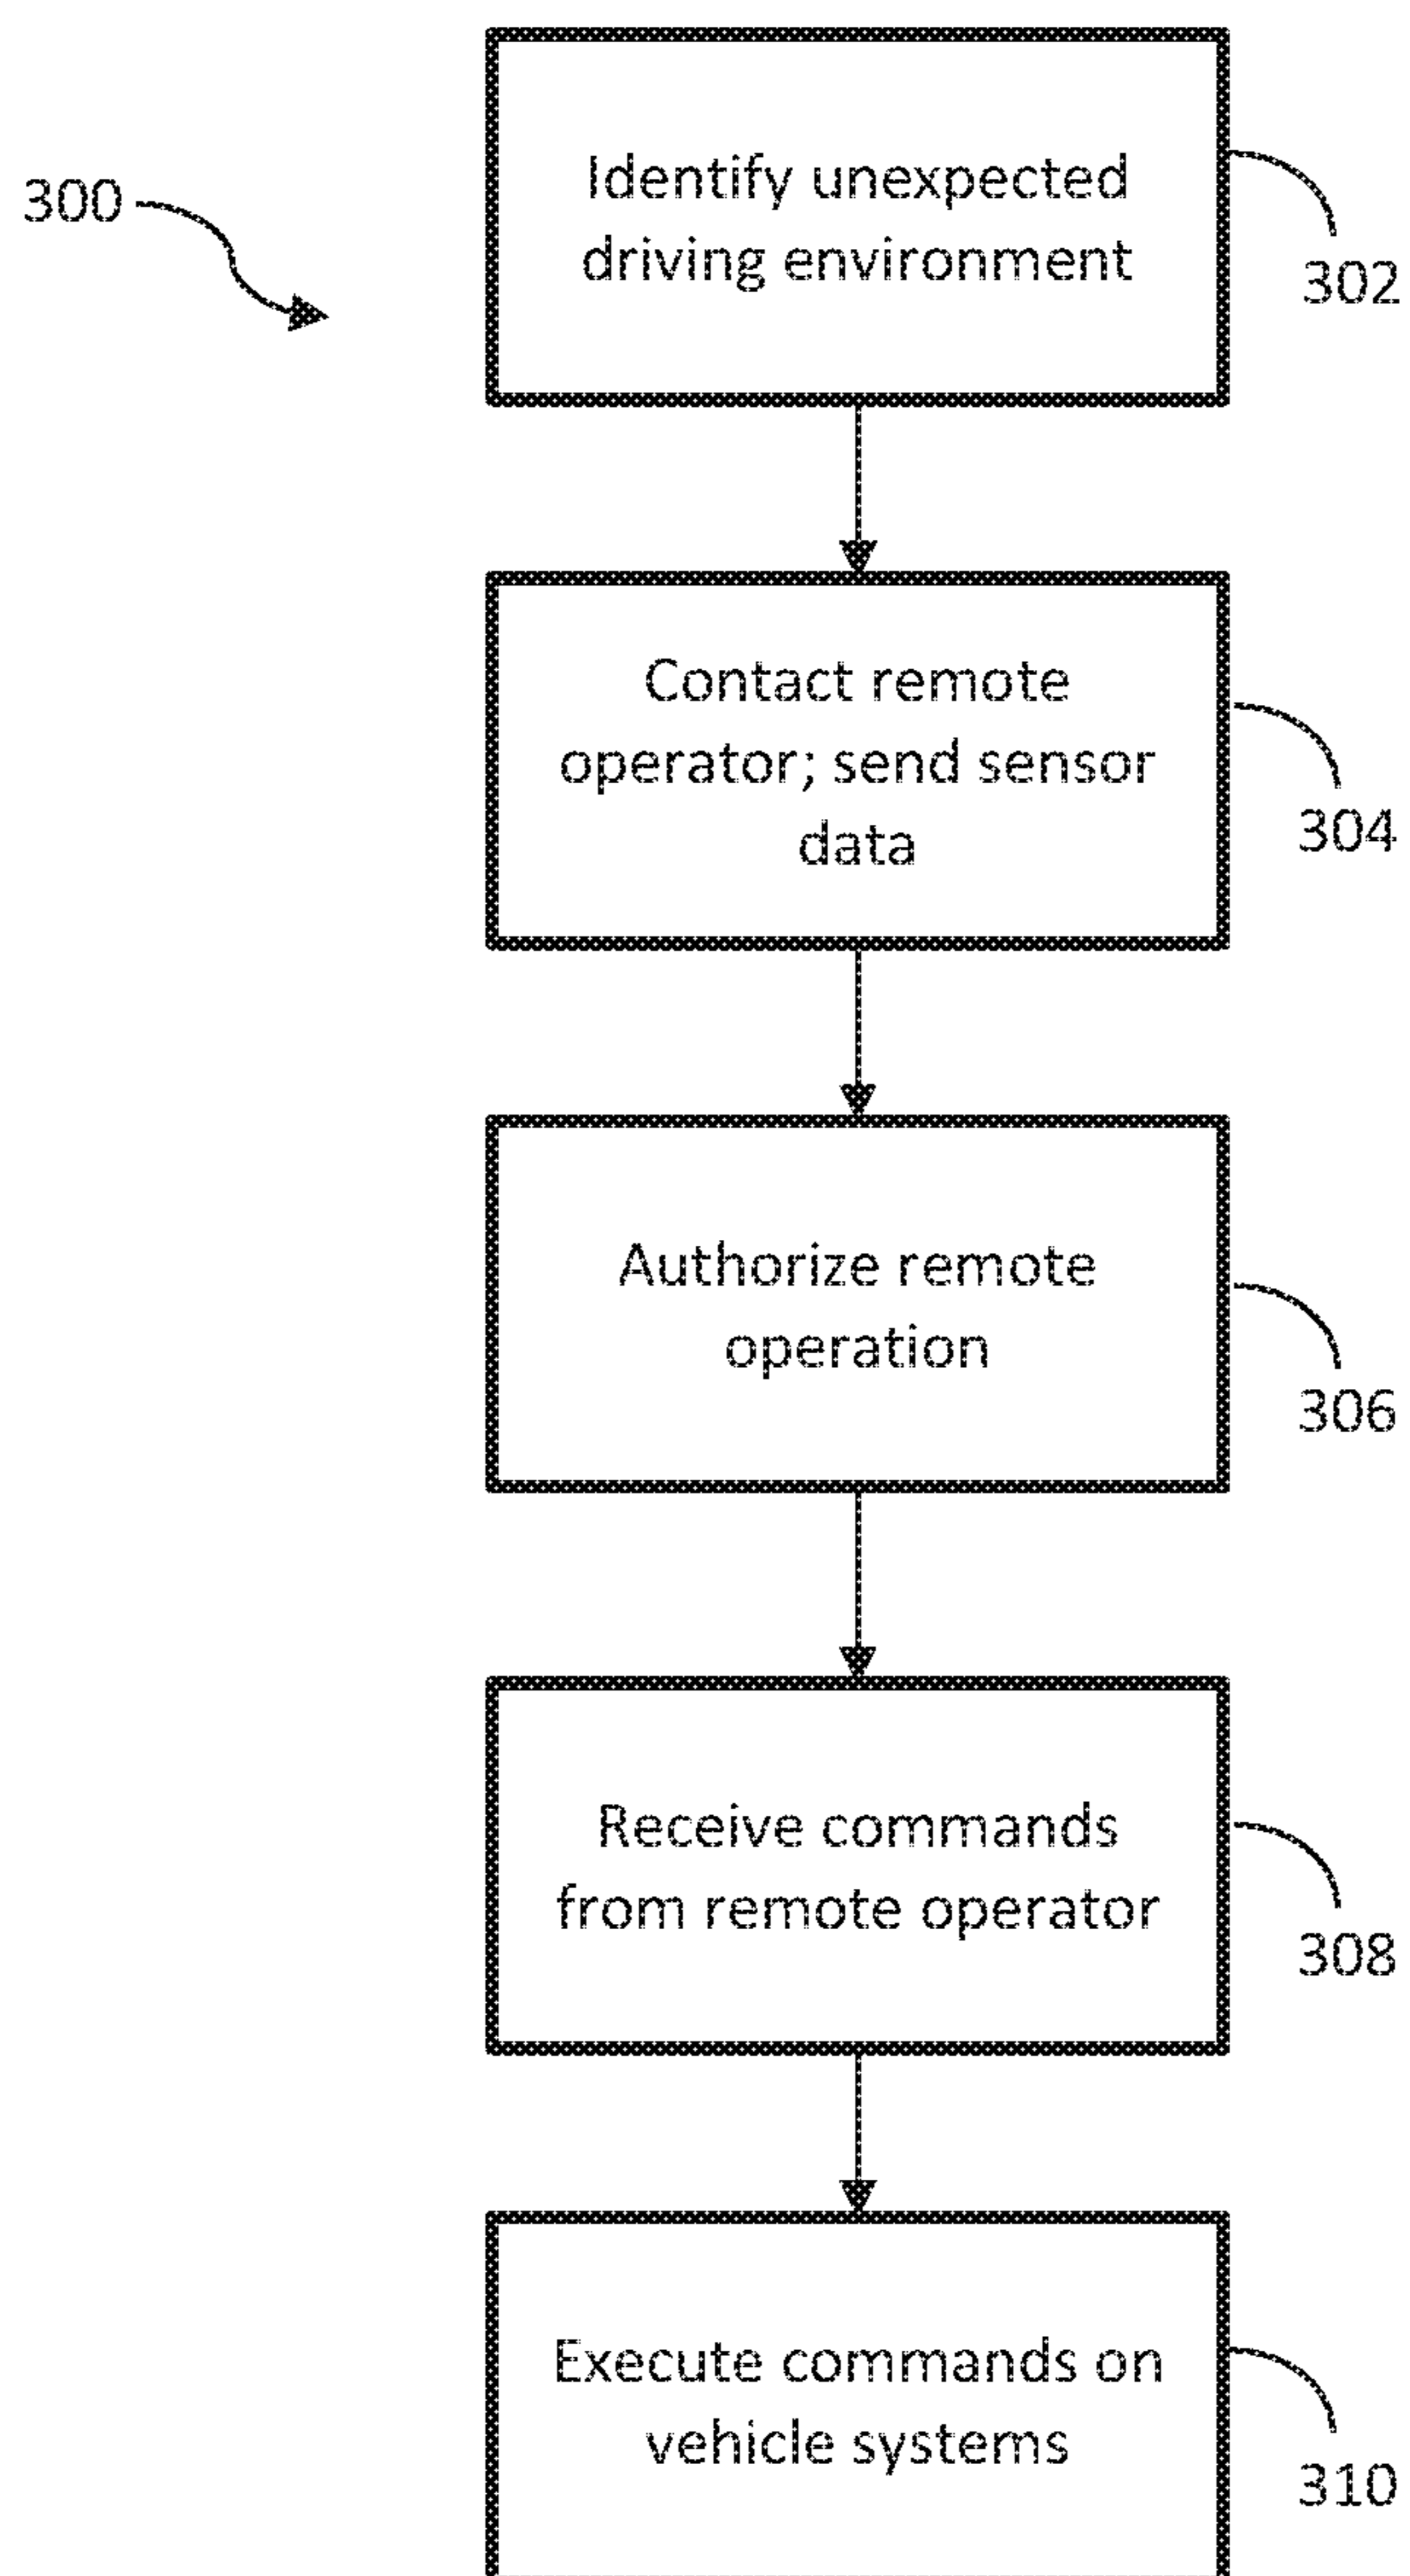 300
Identify unexpected
driving environment
302
Contact remote
operator; send sensor
data
304
Authorize remote
operation
306
Receive commands
from remote operator
308
Execute commands on
vehicle systems
310